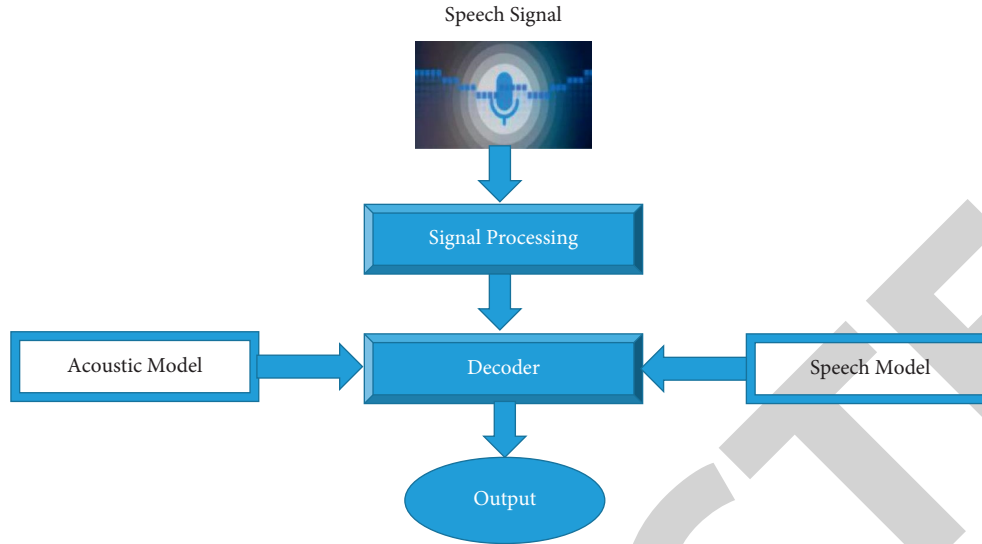 Speech Signal
Signal Processing
Acoustic Model
Decoder
Speech Model
Output